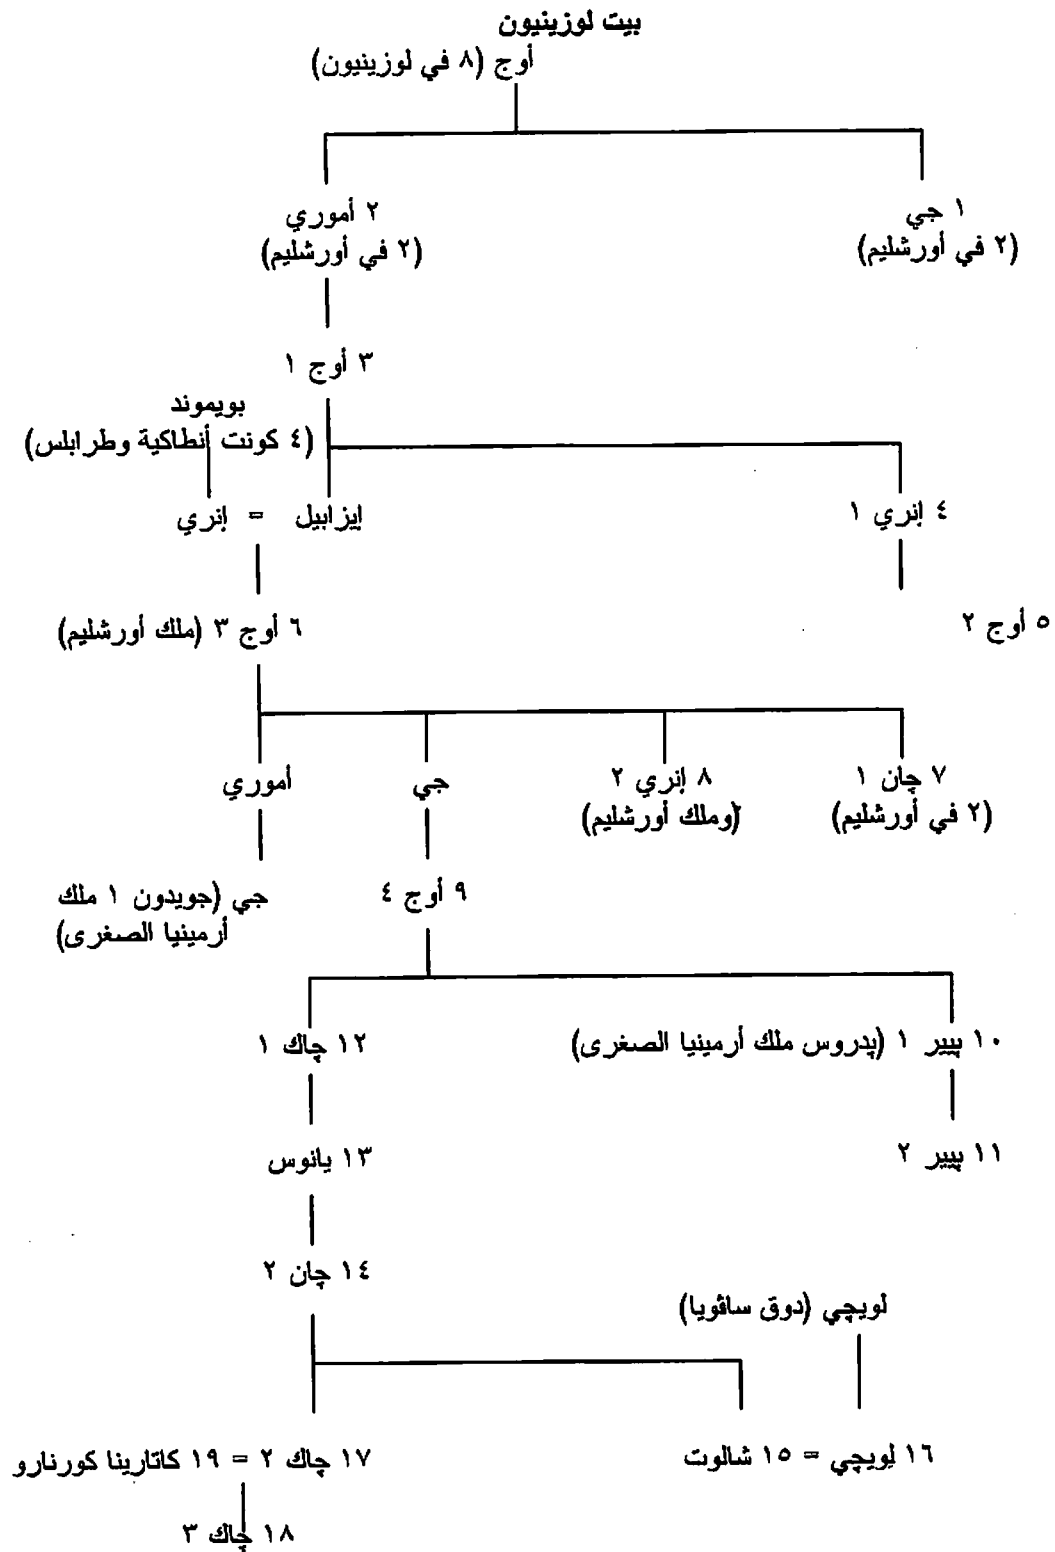 بيت لوزينيون
أوج (٨ في لوزينيون)
١ جي
(٢ في أورشليم)
٢ أموري
(٢ في أورشليم)
٣ أوج ١
بويموند
(٤ كونت أنطاكية وطرابلس)
٤ إنري ١
إيزابيل = إنري
٥ أوج ٢
٦ أوج ٣ (ملك أورشليم)
٧ چان ١
(٢ في أورشليم)
٨ إنري ٢
(وملك أورشليم)
جي
أموري
٩ أوج ٤
جي (جويدون ١ ملك
أرمينيا الصغرى)
١٠ پيير ١ (پدروس ملك أرمينيا الصغرى)
١٢ چاك ١
١١ پيير ٢
١٣ يانوس
١٤ چان ٢
لويچي (دوق ساڤويا)
١٦ لويچي = ١٥ شالوت
١٧ چاك ٢ = ١٩ كاتارينا كورنارو
١٨ چاك ٣